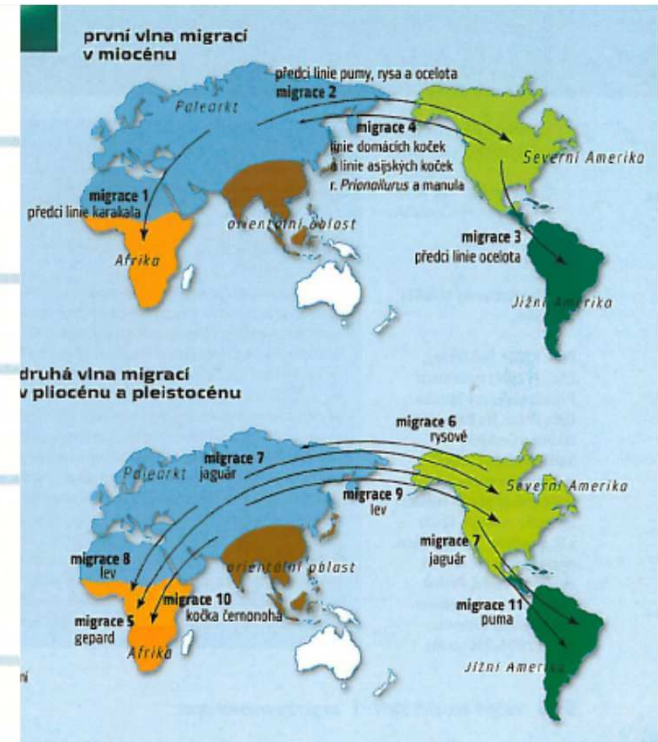 první vlna migrací
v miocénu
předci linie pumy, rysa a ocelota
migrace 2
Palearkt
migrace 4
linie domácích koček
a linie asijských koček
r. Prionailurus a manula
Severní Amerika
migrace 1
předci linie karakala
orientální oblast
migrace 3
předci linie ocelota
Afrika
Jižní Amerika
druhá vlna migrací
v pliocénu a pleistocénu
migrace 6
rysové
migrace 7
jaguár
Palearkt
migrace 9
lev
Severní Amerika
migrace 7
jaguár
migrace 8
lev
orientální oblast
migrace 10
kočka černonohá
migrace 11
puma
migrace 5
gepard
Afrika
Jižní Amerika